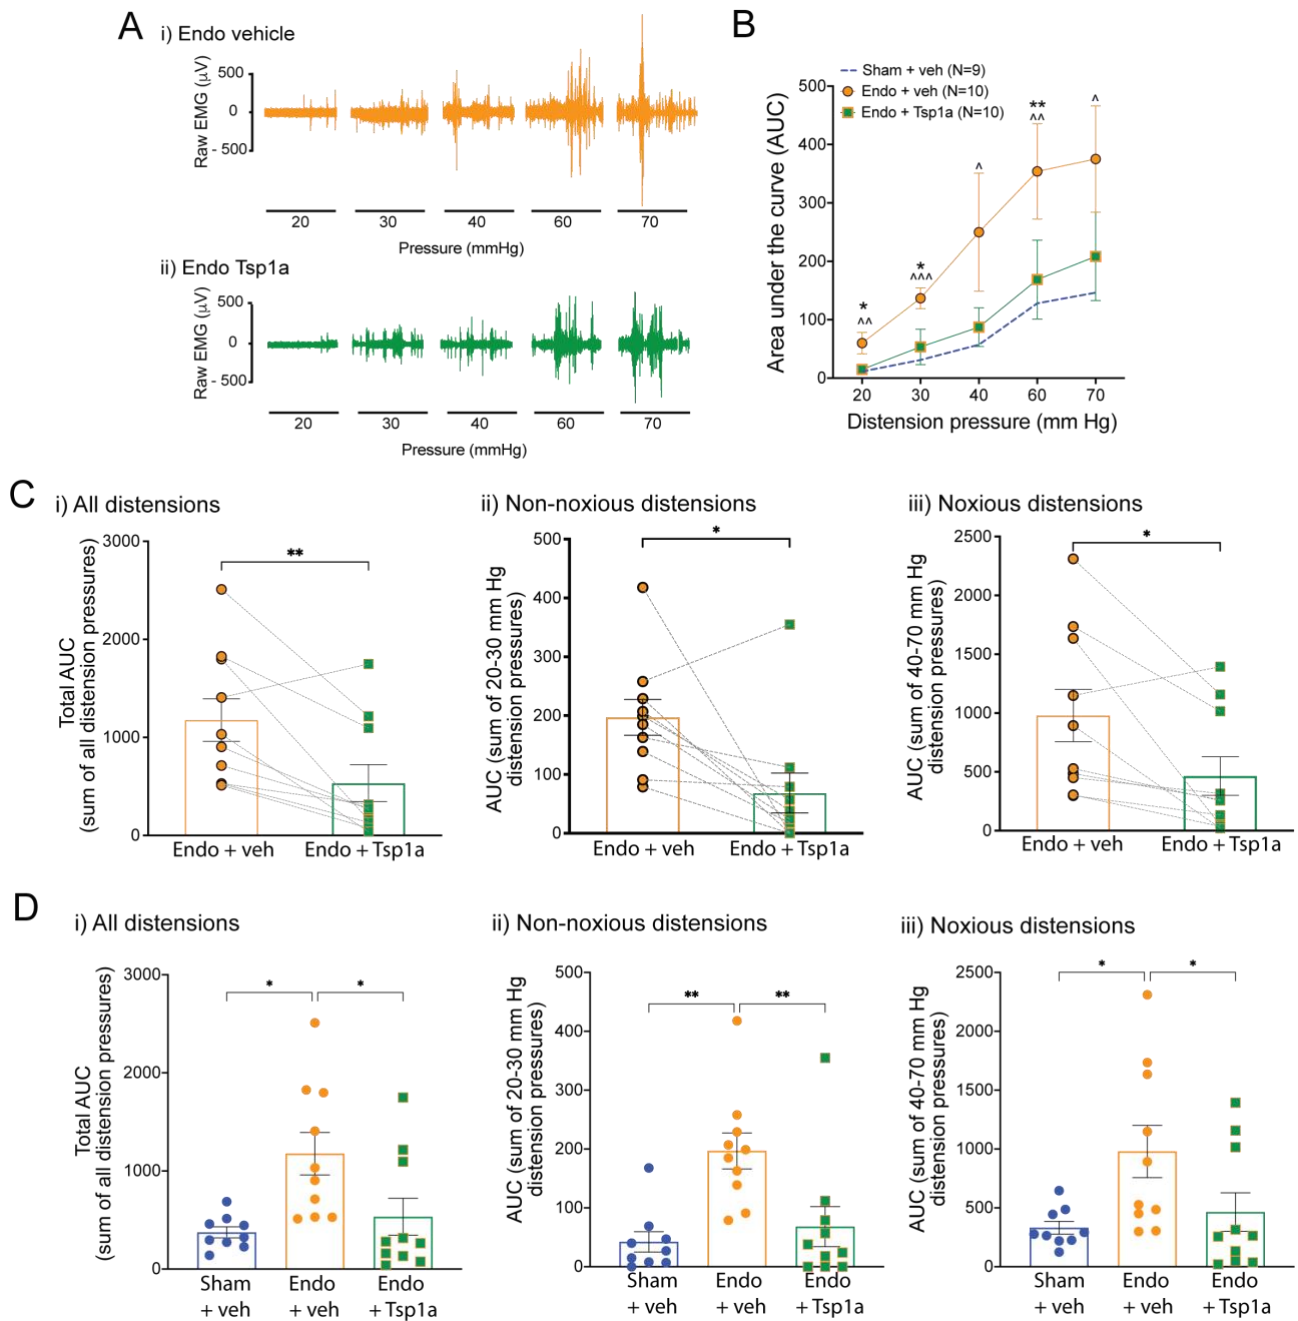 A
i) Endo vehicle
Raw EMG (μV)
500
0
- 500
20 30 40 60 70
Pressure (mmHg)
ii) Endo Tsp1a
Raw EMG (μV)
500
0
- 500
20 30 40 60 70
Pressure (mmHg)
B
Sham + veh (N=9)
Endo + veh (N=10)
Endo + Tsp1a (N=10)
Area under the curve (AUC)
500
400
300
200
100
0
*
^^
*
^^^
^
**
^^
^
20 30 40 60 70
Distension pressure (mm Hg)
C
i) All distensions
Total AUC
(sum of all distension pressures)
3000
2000
1000
0
**
Endo + veh Endo + Tsp1a
ii) Non-noxious distensions
AUC (sum of 20-30 mm Hg
distension pressures)
500
400
300
200
100
0
*
Endo + veh Endo + Tsp1a
iii) Noxious distensions
AUC (sum of 40-70 mm Hg
distension pressures)
2500
2000
1500
1000
500
0
*
Endo + veh Endo + Tsp1a
D
i) All distensions
Total AUC
(sum of all distension pressures)
3000
2000
1000
0
* *
Sham Endo Endo
+ veh + veh + Tsp1a
ii) Non-noxious distensions
AUC (sum of 20-30 mm Hg
distension pressures)
500
400
300
200
100
0
** **
Sham Endo Endo
+ veh + veh + Tsp1a
iii) Noxious distensions
AUC (sum of 40-70 mm Hg
distension pressures)
2500
2000
1500
1000
500
0
* *
Sham Endo Endo
+ veh + veh + Tsp1a